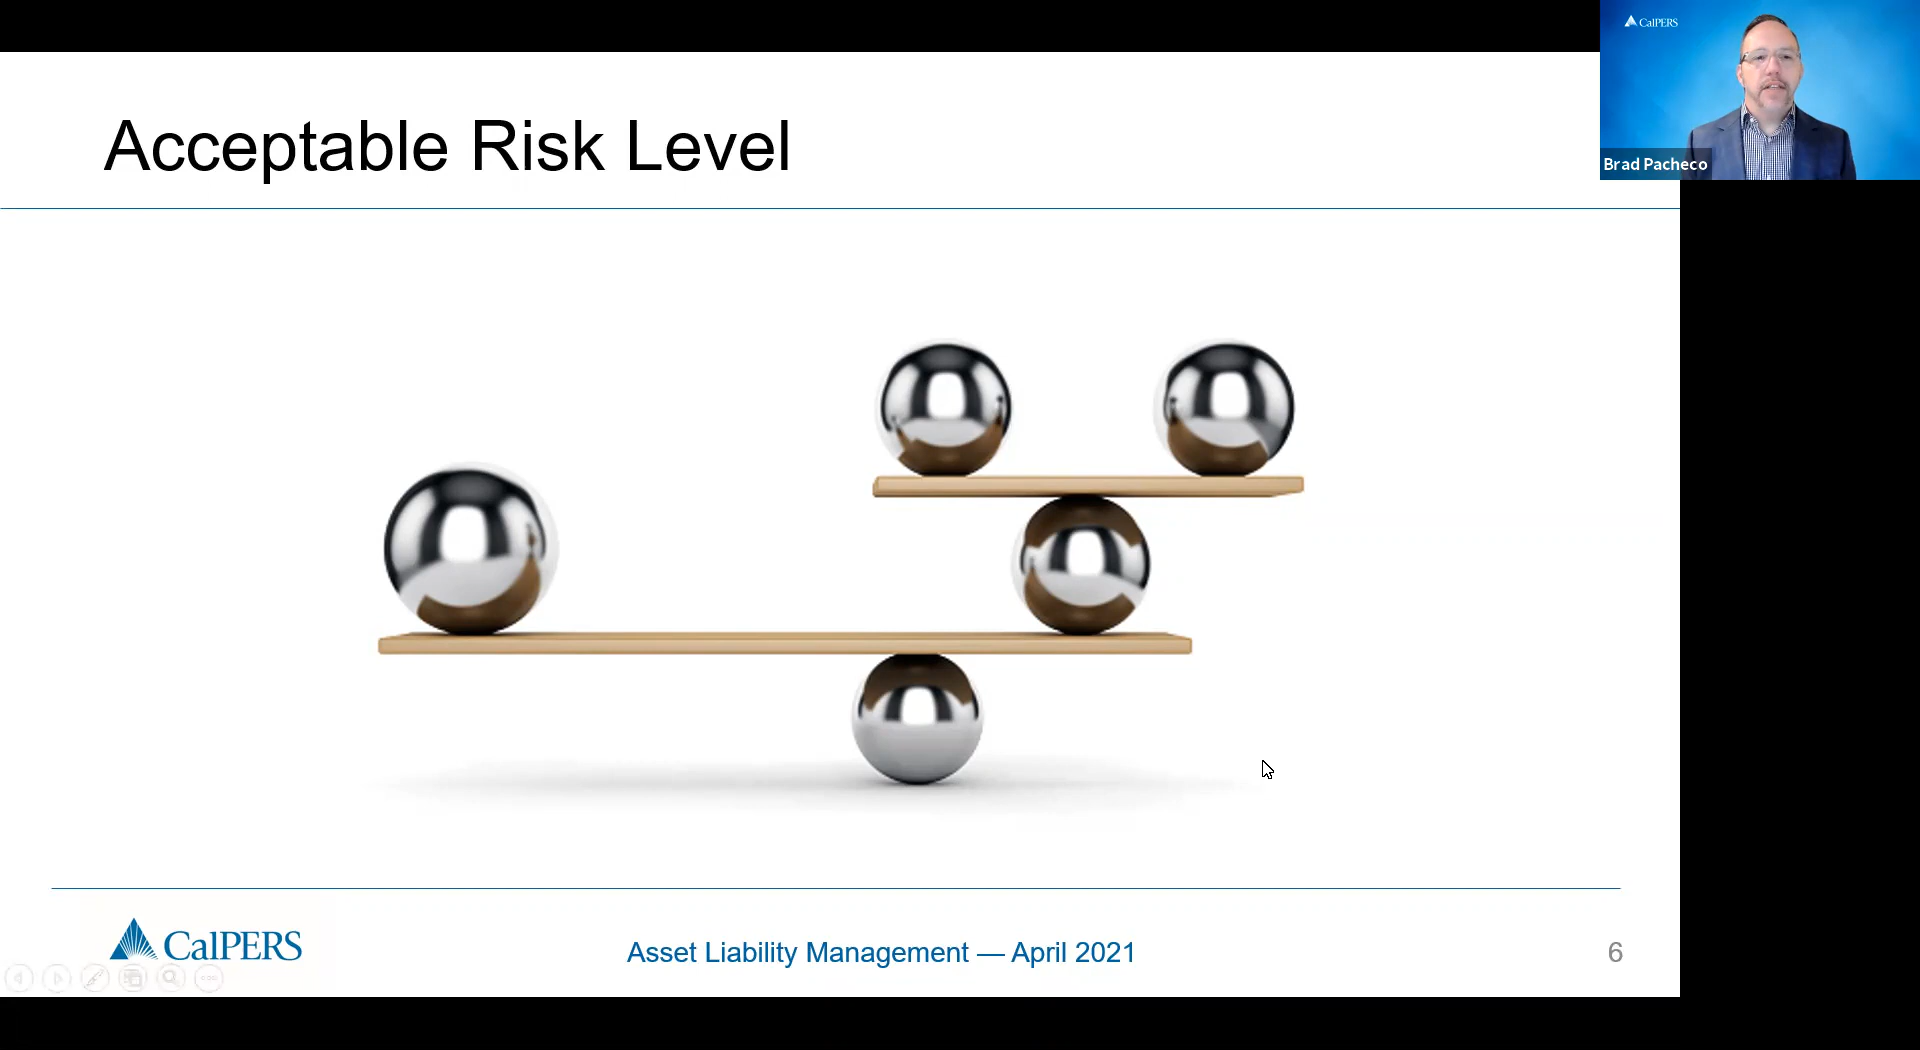 CalPERS
Brad Pacheco
Acceptable Risk Level
CalPERS
Asset Liability Management — April 2021
6